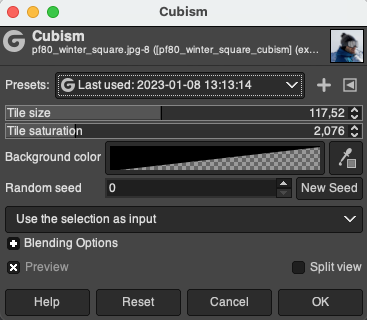 Cubism
Cubism
pf80_winter_square.jpg-8 ([pf80_winter_square_cubism] (ex…
Presets: Last used: 2023-01-08 13:13:14
Tile size 117,52
Tile saturation 2,076
Background color
Random seed 0 New Seed
Use the selection as input
Blending Options
Preview Split view
Help Reset Cancel OK